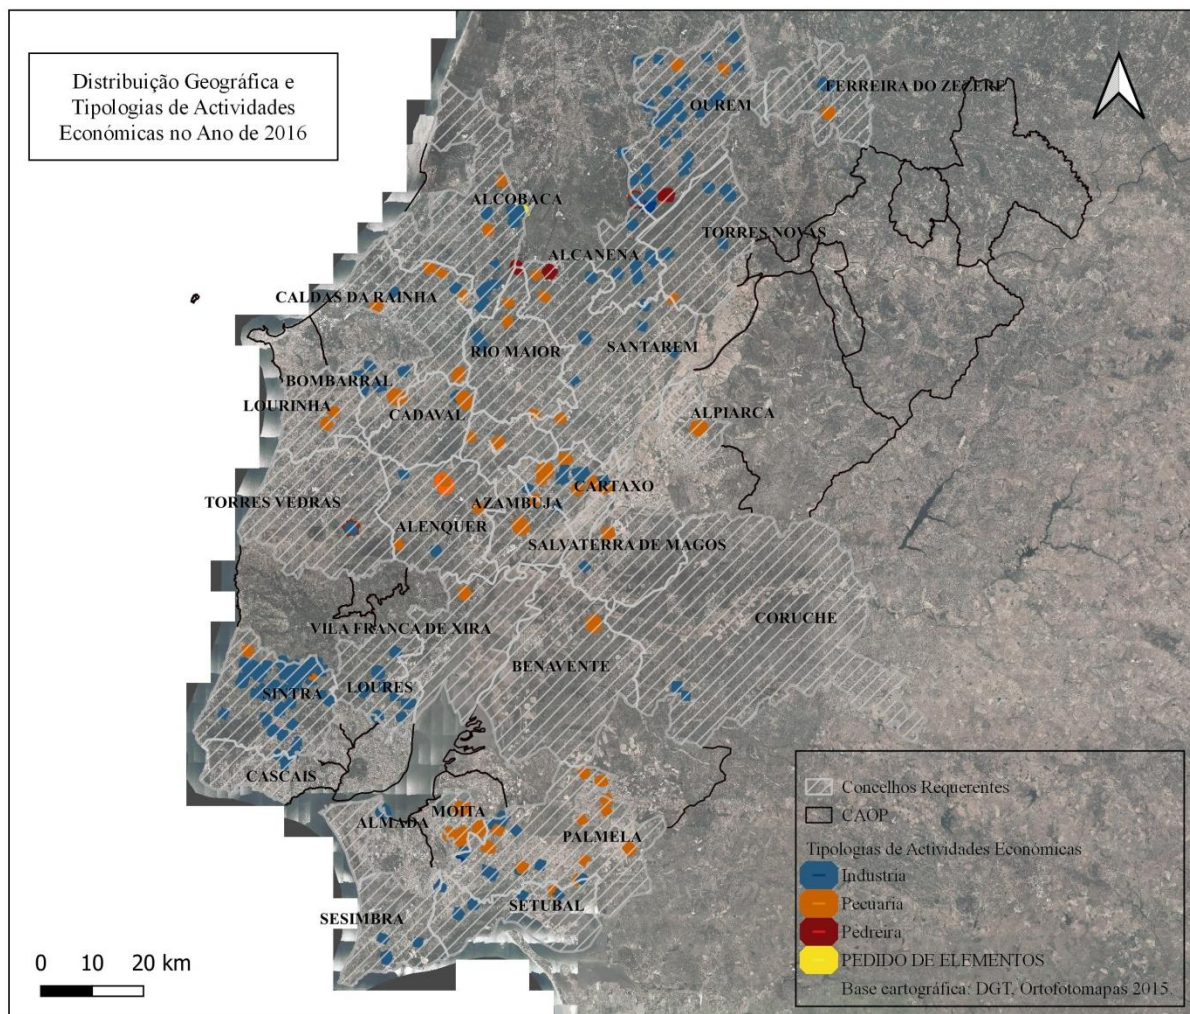 Distribuição Geográfica e
Tipologias de Actividades
Económicas no Ano de 2016
FERREIRA DO ZEZERE
OUREM
ALCOBACA
TORRES NOVAS
ALCANENA
CALDAS DA RAINHA
RIO MAIOR
SANTAREM
BOMBARRAL
LOURINHA
CADAVAL
ALPIARCA
CARTAXO
TORRES VEDRAS
AZAMBUJA
ALENQUER
SALVATERRA DE MAGOS
CORUCHE
VILA FRANCA DE XIRA
BENAVENTE
SINTRA
LOURES
CASCAIS
ALMADA
MOITA
PALMELA
SETUBAL
SESIMBRA
0 10 20 km
Concelhos Requerentes
CAOP
Tipologias de Actividades Economicas
Industria
Pecuaria
Pedreira
PEDIDO DE ELEMENTOS
Base cartográfica: DGT, Ortofotomapas 2015.